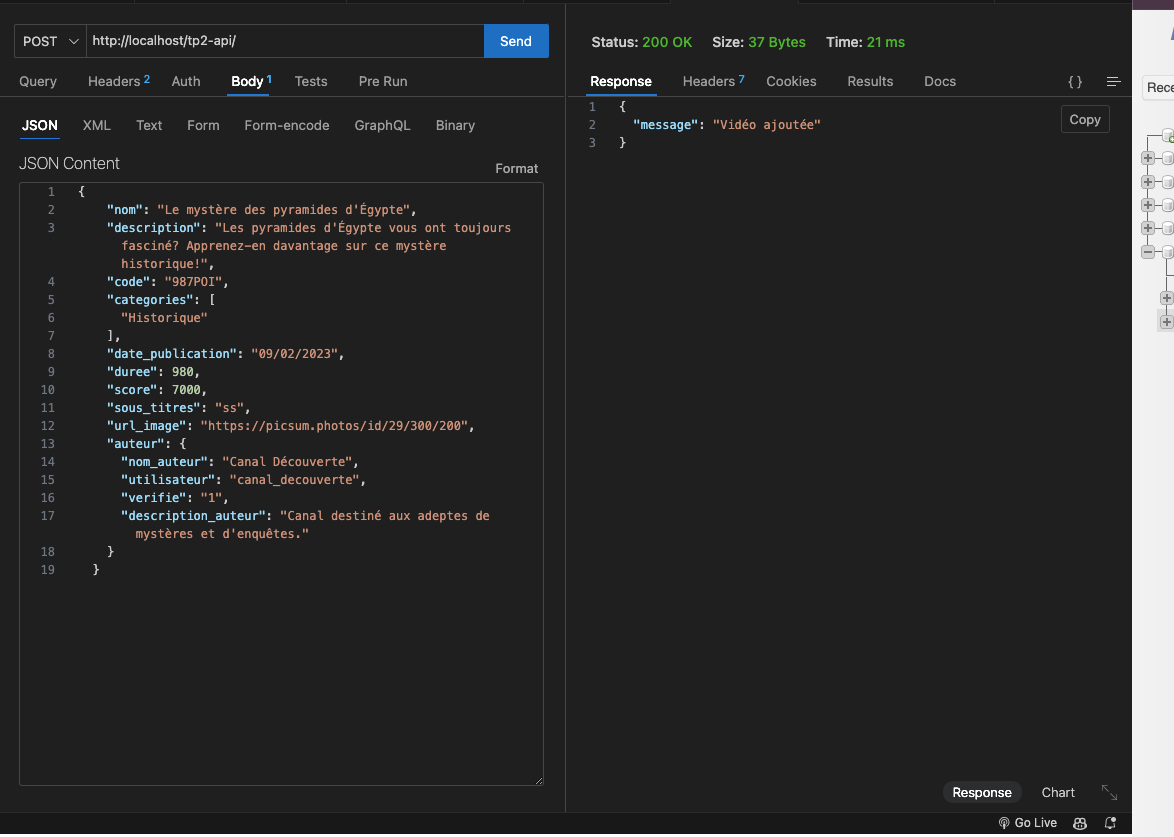 POST http://localhost/tp2-api/ Send
Query Headers 2 Auth Body 1 Tests Pre Run
JSON XML Text Form Form-encode GraphQL Binary
JSON Content
Format
1 {
2 "nom": "Le mystère des pyramides d'Égypte",
3 "description": "Les pyramides d'Égypte vous ont toujours
fasciné? Apprenez-en davantage sur ce mystère
historique!",
4 "code": "987POI",
5 "categories": [
6 "Historique"
7 ],
8 "date_publication": "09/02/2023",
9 "duree": 980,
10 "score": 7000,
11 "sous_titres": "ss",
12 "url_image": "https://picsum.photos/id/29/300/200",
13 "auteur": {
14 "nom_auteur": "Canal Découverte",
15 "utilisateur": "canal_decouverte",
16 "verifie": "1",
17 "description_auteur": "Canal destiné aux adeptes de
mystères et d'enquêtes."
18 }
19 }
Status: 200 OK Size: 37 Bytes Time: 21 ms
Response Headers 7 Cookies Results Docs { }
1 {
2 "message": "Vidéo ajoutée"
3 }
Copy
Response Chart
Go Live
Rece